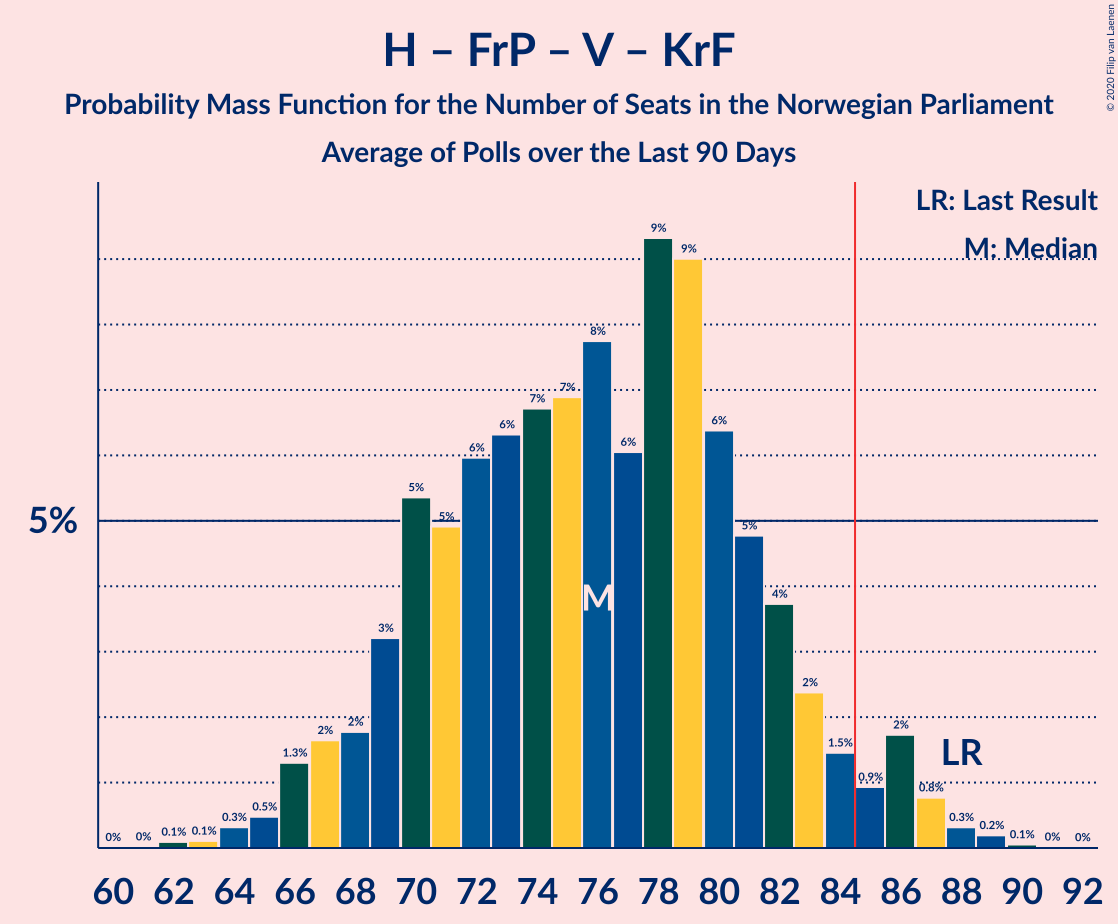 H – FrP – V – KrF
Probability Mass Function for the Number of Seats in the Norwegian Parliament
Average of Polls over the Last 90 Days
© 2020 Filip van Laenen
LR: Last Result
M: Median
5%
0% 0% 0.1% 0.1% 0.3% 0.5% 1.3% 2% 2% 3% 5% 5% 6% 6% 7% 7% 8% 6% 9% 9% 6% 5% 4% 2% 1.5% 0.9% 2% 0.8% 0.3% 0.2% 0.1% 0% 0%
M
LR
60 62 64 66 68 70 72 74 76 78 80 82 84 86 88 90 92